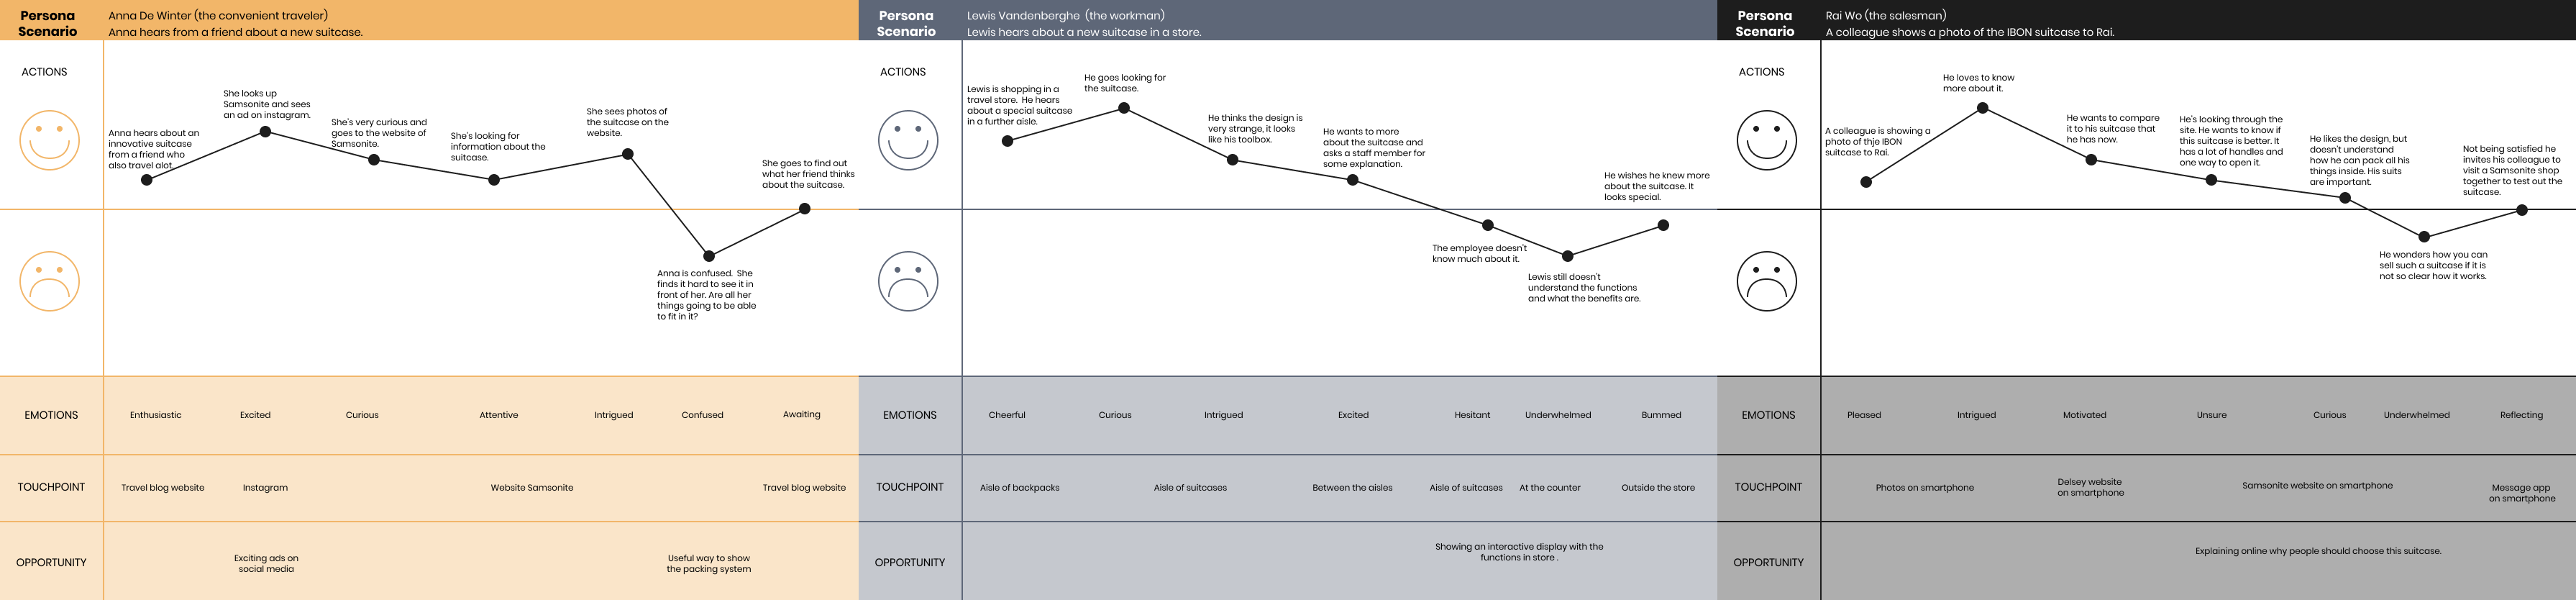 Persona
Scenario
Anna De Winter (the convenient traveler)
Anna hears from a friend about a new suitcase.
ACTIONS
Anna hears about an
innovative suitcase
from a friend who
also travel alot.
She looks up
Samsonite and sees
an ad on instagram.
She's very curious and
goes to the website of
Samsonite.
She's looking for
information about the
suitcase.
She sees photos of
the suitcase on the
website.
Anna is confused. She
finds it hard to see it in
front of her. Are all her
things going to be able
to fit in it?
She goes to find out
what her friend thinks
about the suitcase.
EMOTIONS
Enthusiastic
Excited
Curious
Attentive
Intrigued
Confused
Awaiting
TOUCHPOINT
Travel blog website
Instagram
Website Samsonite
Travel blog website
OPPORTUNITY
Exciting ads on
social media
Useful way to show
the packing system
Persona
Scenario
Lewis Vandenberghe (the workman)
Lewis hears about a new suitcase in a store.
ACTIONS
Lewis is shopping in a
travel store. He hears
about a special suitcase
in a further aisle.
He goes looking for
the suitcase.
He thinks the design is
very strange, it looks
like his toolbox.
He wants to more
about the suitcase and
asks a staff member for
some explanation.
The employee doesn't
know much about it.
Lewis still doesn't
understand the functions
and what the benefits are.
He wishes he knew more
about the suitcase. It
looks special.
EMOTIONS
Cheerful
Curious
Intrigued
Excited
Hesitant
Underwhelmed
Bummed
TOUCHPOINT
Aisle of backpacks
Aisle of suitcases
Between the aisles
Aisle of suitcases
At the counter
Outside the store
OPPORTUNITY
Showing an interactive display with the
functions in store .
Persona
Scenario
Rai Wo (the salesman)
A colleague shows a photo of the IBON suitcase to Rai.
ACTIONS
A colleague is showing a
photo of thje IBON
suitcase to Rai.
He loves to know
more about it.
He wants to compare
it to his suitcase that
he has now.
He's looking through the
site. He wants to know if
this suitcase is better. It
has a lot of handles and
one way to open it.
He likes the design, but
doesn't understand
how he can pack all his
things inside. His suits
are important.
He wonders how you can
sell such a suitcase if it is
not so clear how it works.
Not being satisfied he
invites his colleague to
visit a Samsonite shop
together to test out the
suitcase.
EMOTIONS
Pleased
Intrigued
Motivated
Unsure
Curious
Underwhelmed
Reflecting
TOUCHPOINT
Photos on smartphone
Delsey website
on smartphone
Samsonite website on smartphone
Message app
on smartphone
OPPORTUNITY
Explaining online why people should choose this suitcase.